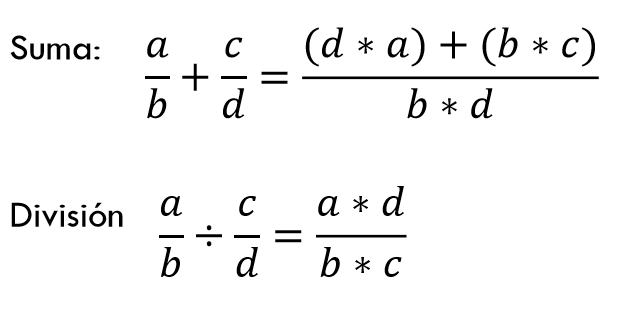 Suma: a/b + c/d = (d * a) + (b * c) / b * d
División a/b ÷ c/d = a * d / b * c